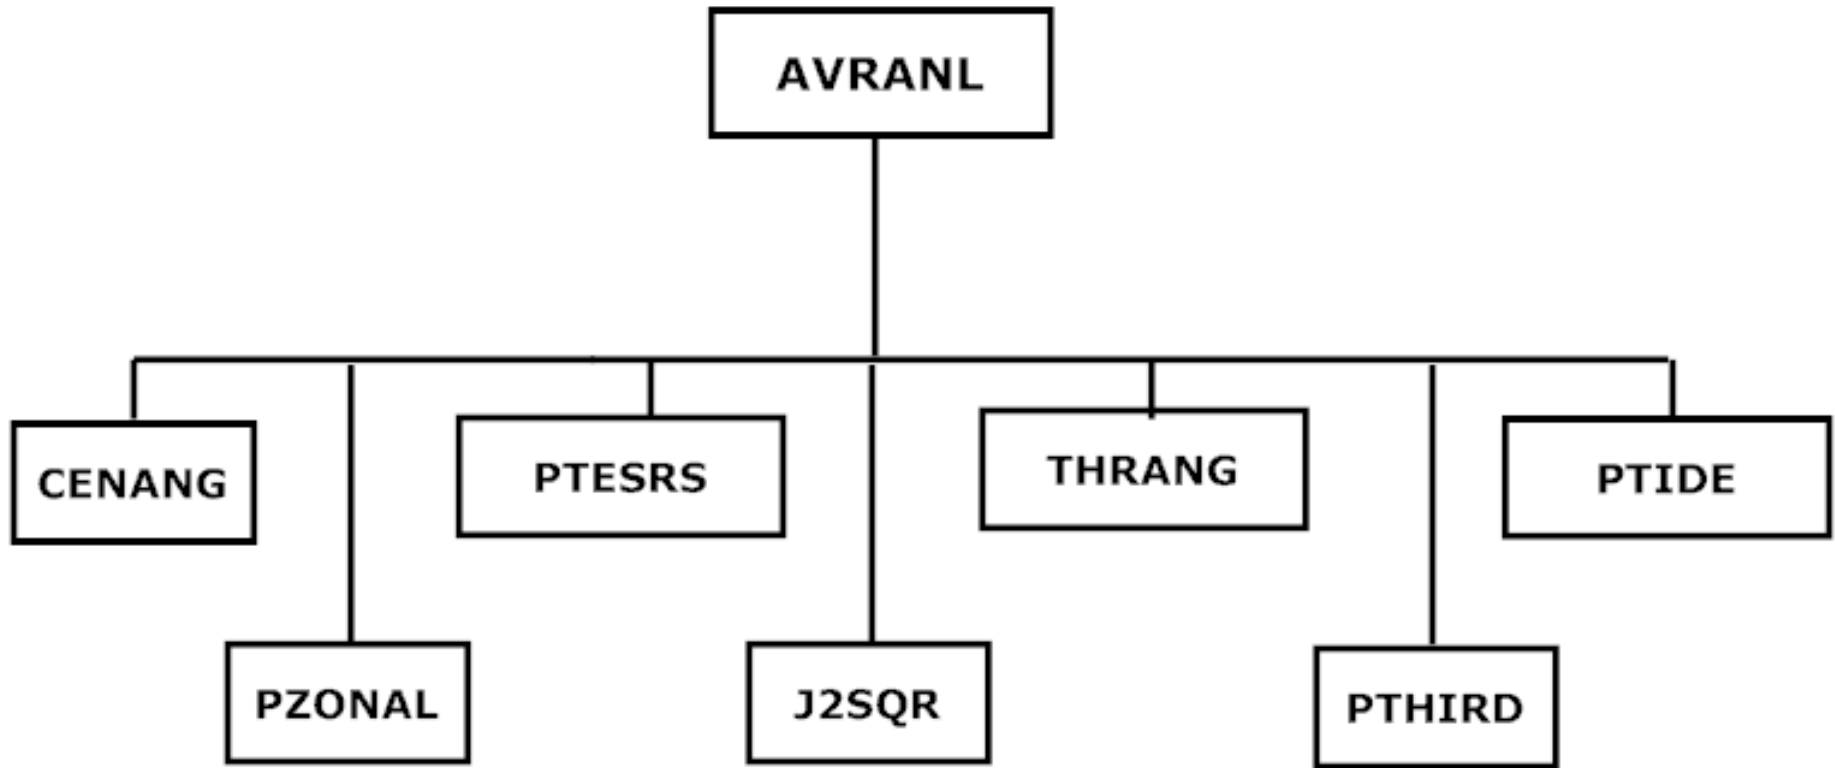 AVRANL
CENANG
PTESRS
THRANG
PTIDE
PZONAL
J2SQR
PTHIRD